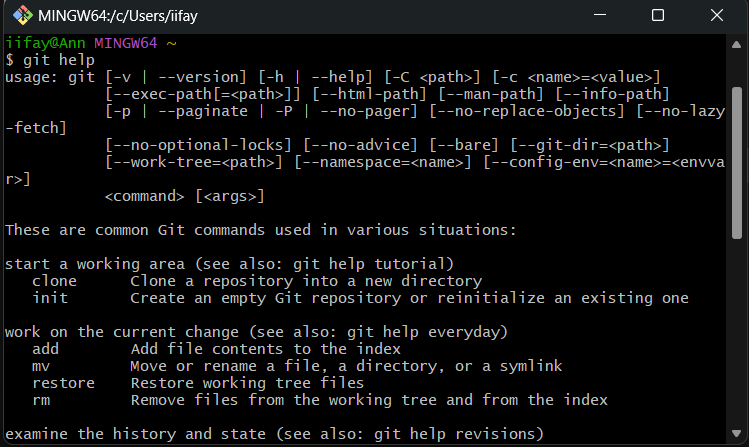 MINGW64:/c/Users/iifay
iifay@Ann MINGW64 ~
$ git help
usage: git [-v | --version] [-h | --help] [-C <path>] [-c <name>=<value>]
           [--exec-path[=<path>]] [--html-path] [--man-path] [--info-path]
           [-p | --paginate | -P | --no-pager] [--no-replace-objects] [--no-lazy
-fetch]
           [--no-optional-locks] [--no-advice] [--bare] [--git-dir=<path>]
           [--work-tree=<path>] [--namespace=<name>] [--config-env=<name>=<envva
r>]
           <command> [<args>]

These are common Git commands used in various situations:

start a working area (see also: git help tutorial)
   clone      Clone a repository into a new directory
   init       Create an empty Git repository or reinitialize an existing one

work on the current change (see also: git help everyday)
   add        Add file contents to the index
   mv         Move or rename a file, a directory, or a symlink
   restore    Restore working tree files
   rm         Remove files from the working tree and from the index

examine the history and state (see also: git help revisions)